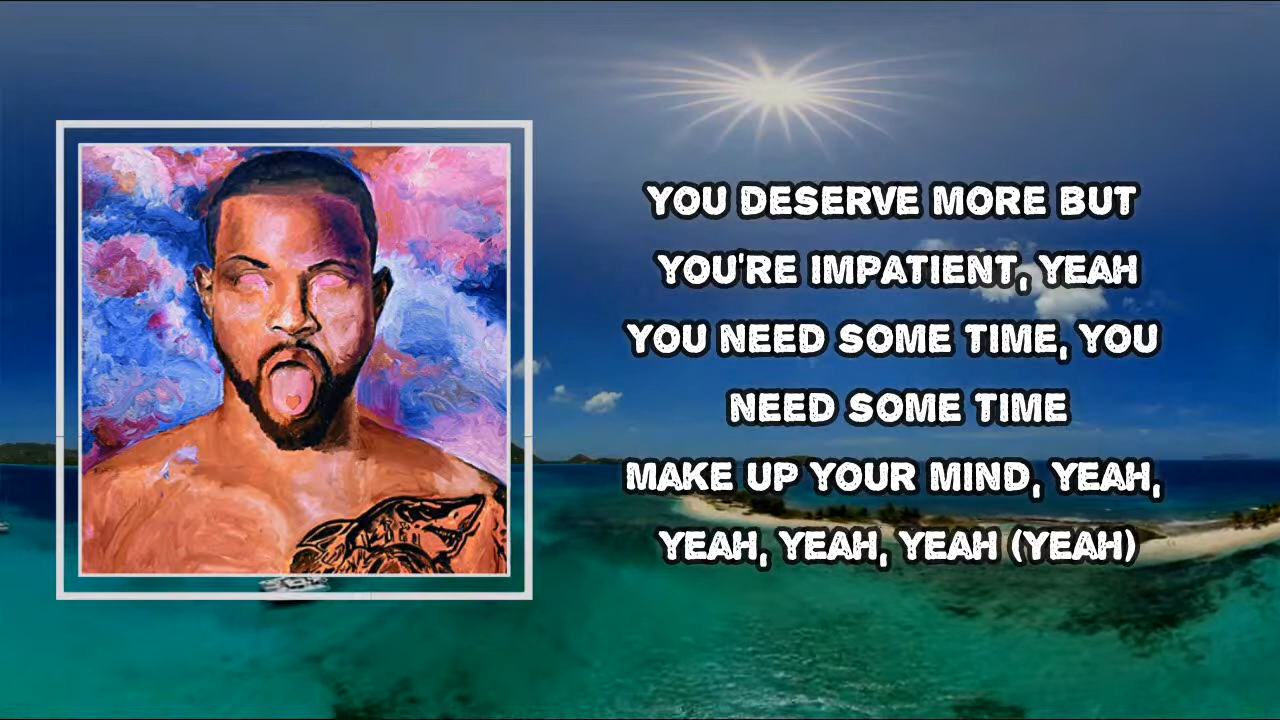 YOU DESERVE MORE BUT
YOU'RE IMPATIENT, YEAH
YOU NEED SOME TIME, YOU
NEED SOME TIME
MAKE UP YOUR MIND, YEAH,
YEAH, YEAH, YEAH (YEAH)